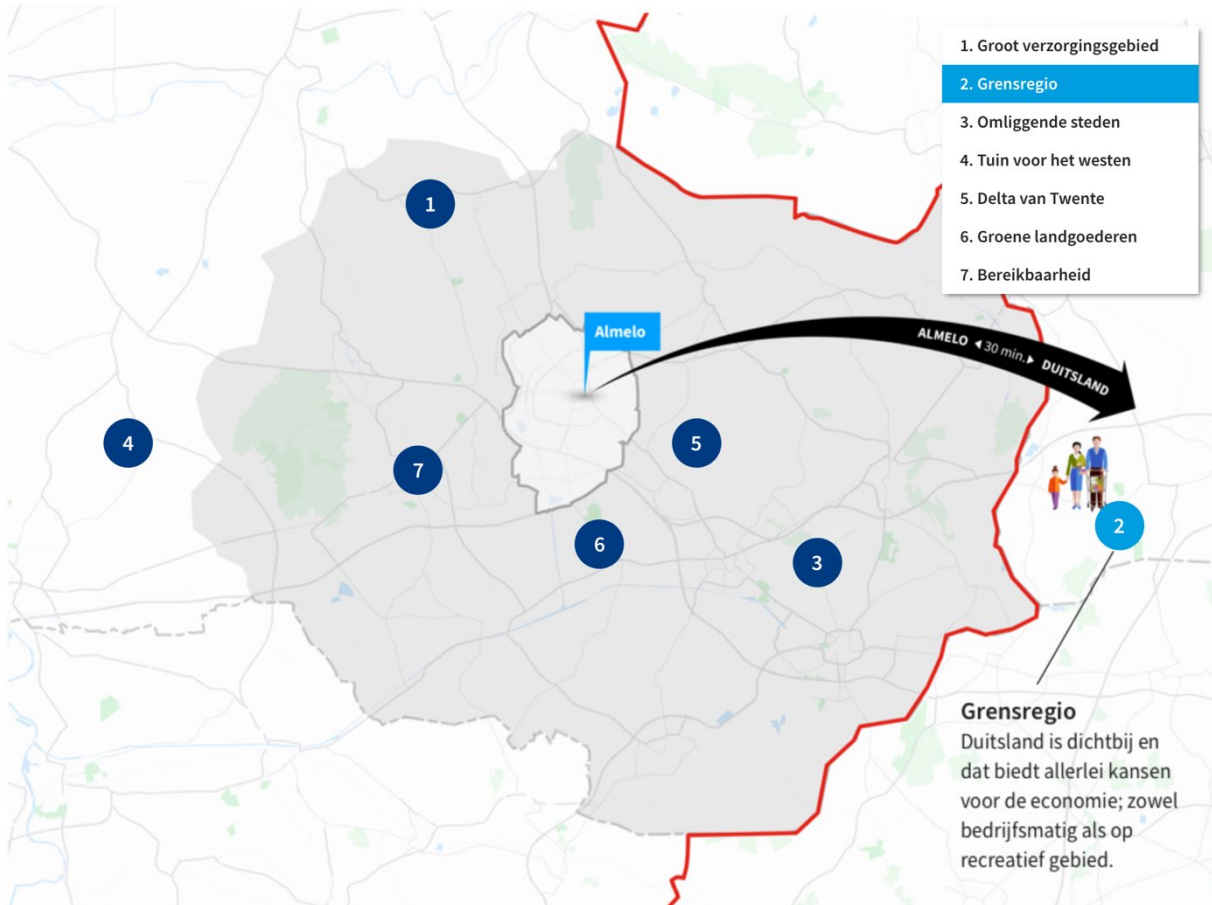 1. Groot verzorgingsgebied
2. Grensregio
3. Omliggende steden
4. Tuin voor het westen
5. Delta van Twente
6. Groene landgoederen
7. Bereikbaarheid
1
Almelo
ALMELO ◀ 30 min. ▶ DUITSLAND
4
7
5
2
6
3
Grensregio
Duitsland is dichtbij en
dat biedt allerlei kansen
voor de economie; zowel
bedrijfsmatig als op
recreatief gebied.